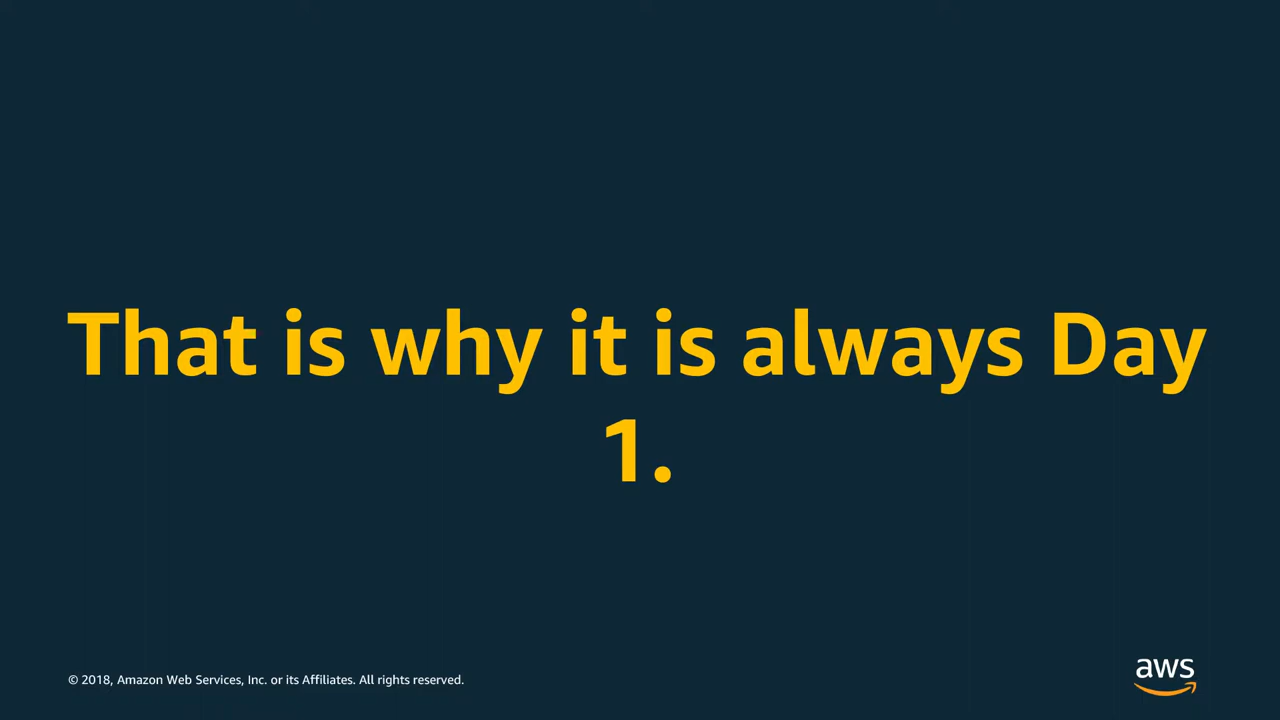 That is why it is always Day
1.
© 2018, Amazon Web Services, Inc. or its Affiliates. All rights reserved.
aws